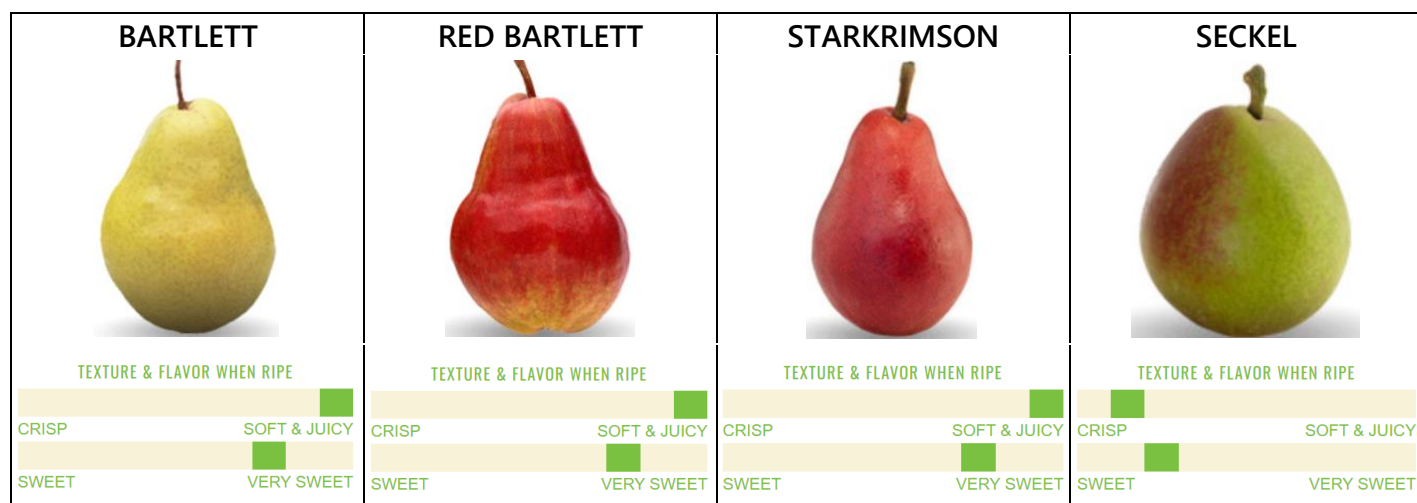 BARTLETT
RED BARTLETT
STARKRIMSON
SECKEL
TEXTURE & FLAVOR WHEN RIPE
TEXTURE & FLAVOR WHEN RIPE
TEXTURE & FLAVOR WHEN RIPE
TEXTURE & FLAVOR WHEN RIPE
CRISP SOFT & JUICY
CRISP SOFT & JUICY
CRISP SOFT & JUICY
CRISP SOFT & JUICY
SWEET VERY SWEET
SWEET VERY SWEET
SWEET VERY SWEET
SWEET VERY SWEET